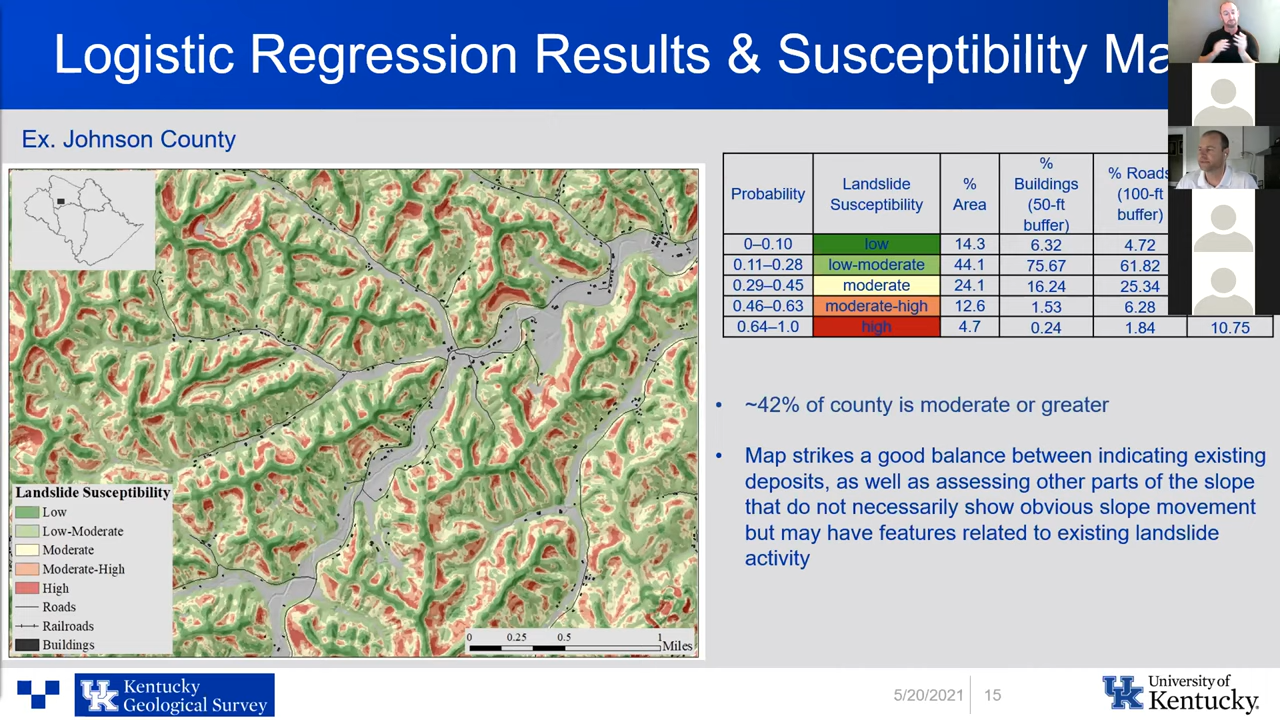 Logistic Regression Results & Susceptibility Ma
Ex. Johnson County
Probability
Landslide
Susceptibility
%
Area
%
Buildings
(50-ft
buffer)
% Roads
(100-ft
buffer)
0–0.10 low 14.3 6.32 4.72
0.11–0.28 low-moderate 44.1 75.67 61.82
0.29–0.45 moderate 24.1 16.24 25.34
0.46–0.63 moderate-high 12.6 1.53 6.28
0.64–1.0 high 4.7 0.24 1.84 10.75
Landslide Susceptibility
Low
Low-Moderate
Moderate
Moderate-High
High
Roads
Railroads
Buildings
0 0.25 0.5 1
Miles
• ~42% of county is moderate or greater
• Map strikes a good balance between indicating existing
deposits, as well as assessing other parts of the slope
that do not necessarily show obvious slope movement
but may have features related to existing landslide
activity
UK
Kentucky
Geological Survey
5/20/2021 15
UK
University of
Kentucky.